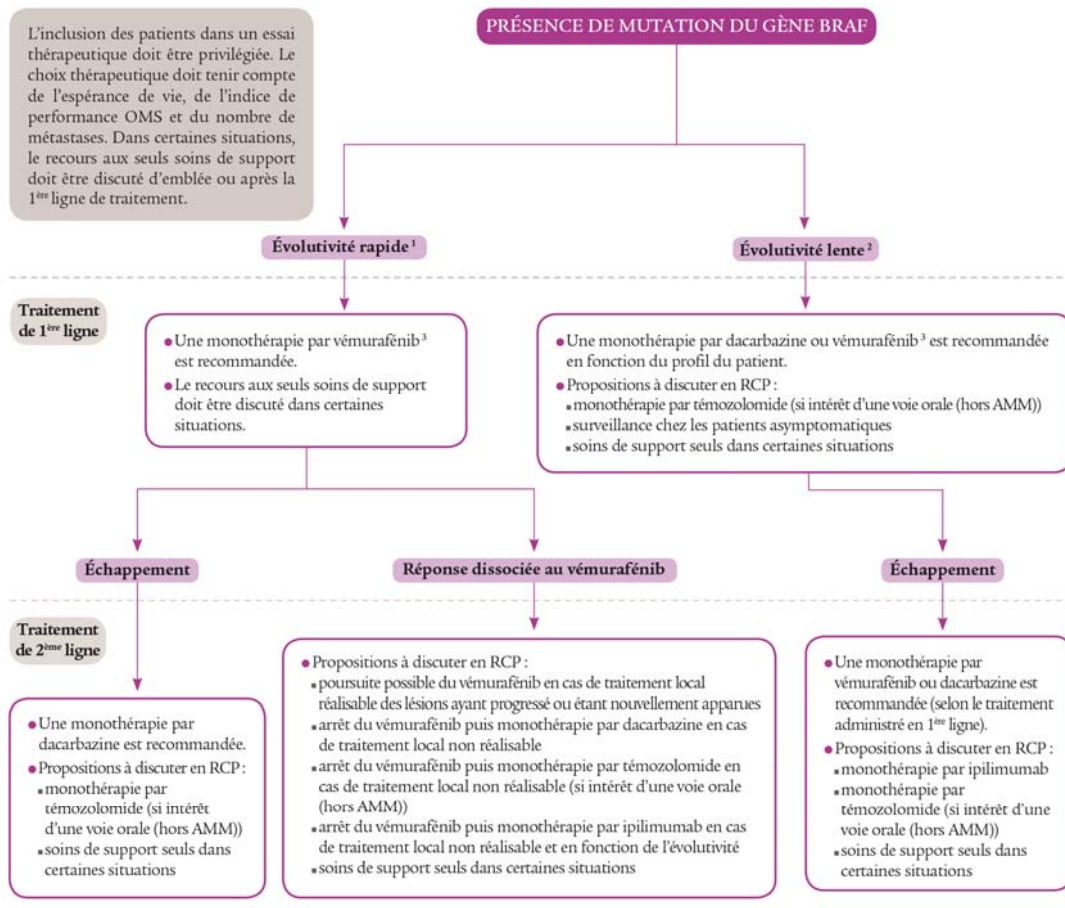 L'inclusion des patients dans un essai
thérapeutique doit être privilégiée. Le
choix thérapeutique doit tenir compte
de l'espérance de vie, de l'indice de
performance OMS et du nombre de
métastases. Dans certaines situations,
le recours aux seuls soins de support
doit être discuté d'emblée ou après la
1ère ligne de traitement.
PRÉSENCE DE MUTATION DU GÈNE BRAF
Évolutivité rapide 1
Évolutivité lente 2
Traitement
de 1ère ligne
● Une monothérapie par vémurafénib 3
est recommandée.
● Le recours aux seuls soins de support
doit être discuté dans certaines
situations.
● Une monothérapie par dacarbazine ou vémurafénib 3 est recommandée
en fonction du profil du patient.
● Propositions à discuter en RCP :
▪ monothérapie par témozolomide (si intérêt d'une voie orale (hors AMM))
▪ surveillance chez les patients asymptomatiques
▪ soins de support seuls dans certaines situations
Échappement
Réponse dissociée au vémurafénib
Échappement
Traitement
de 2ème ligne
● Une monothérapie par
dacarbazine est recommandée.
● Propositions à discuter en RCP :
▪ monothérapie par
témozolomide (si intérêt
d'une voie orale (hors AMM))
▪ soins de support seuls dans
certaines situations
● Propositions à discuter en RCP :
▪ poursuite possible du vémurafénib en cas de traitement local
réalisable des lésions ayant progressé ou étant nouvellement apparues
▪ arrêt du vémurafénib puis monothérapie par dacarbazine en cas
de traitement local non réalisable
▪ arrêt du vémurafénib puis monothérapie par témozolomide en
cas de traitement local non réalisable (si intérêt d'une voie orale
(hors AMM))
▪ arrêt du vémurafénib puis monothérapie par ipilimumab en cas
de traitement local non réalisable et en fonction de l'évolutivité
▪ soins de support seuls dans certaines situations
● Une monothérapie par
vémurafénib ou dacarbazine est
recommandée (selon le traitement
administré en 1ère ligne).
● Propositions à discuter en RCP :
▪ monothérapie par ipilimumab
▪ monothérapie par
témozolomide (si intérêt d'une
voie orale (hors AMM))
▪ soins de support seuls dans
certaines situations